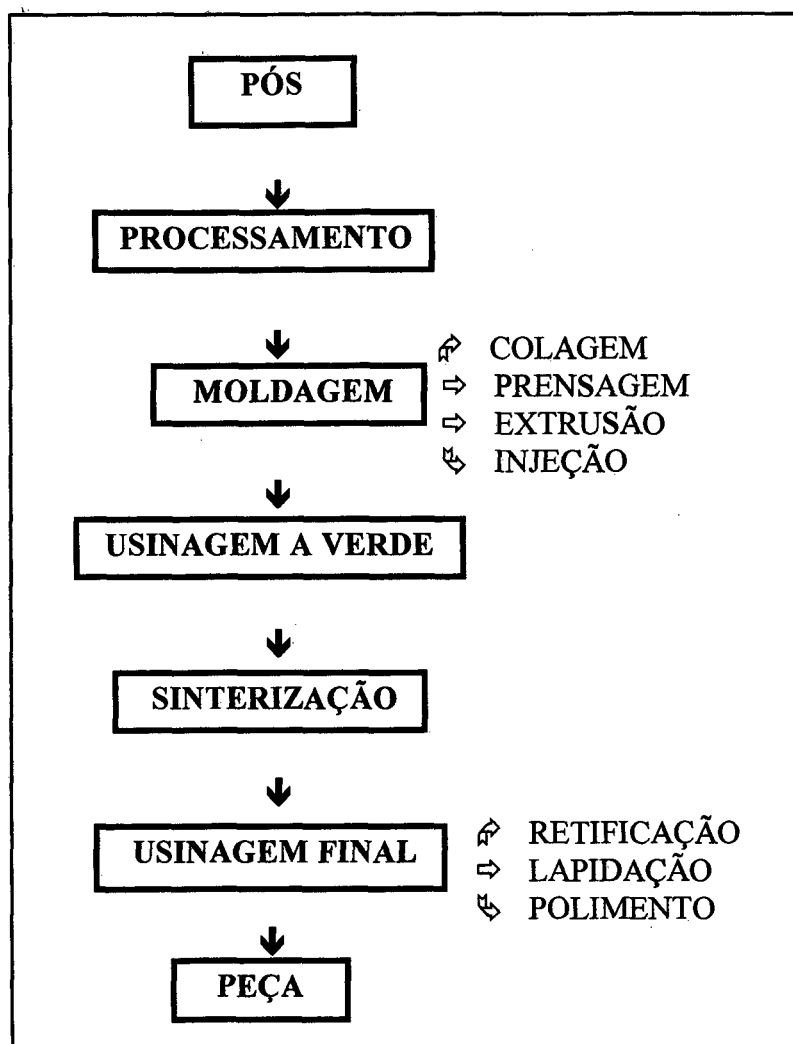 PÓS
PROCESSAMENTO
COLAGEM
MOLDAGEM
PRENSAGEM
EXTRUSÃO
INJEÇÃO
USINAGEM A VERDE
SINTERIZAÇÃO
USINAGEM FINAL
RETIFICAÇÃO
LAPIDAÇÃO
POLIMENTO
PEÇA